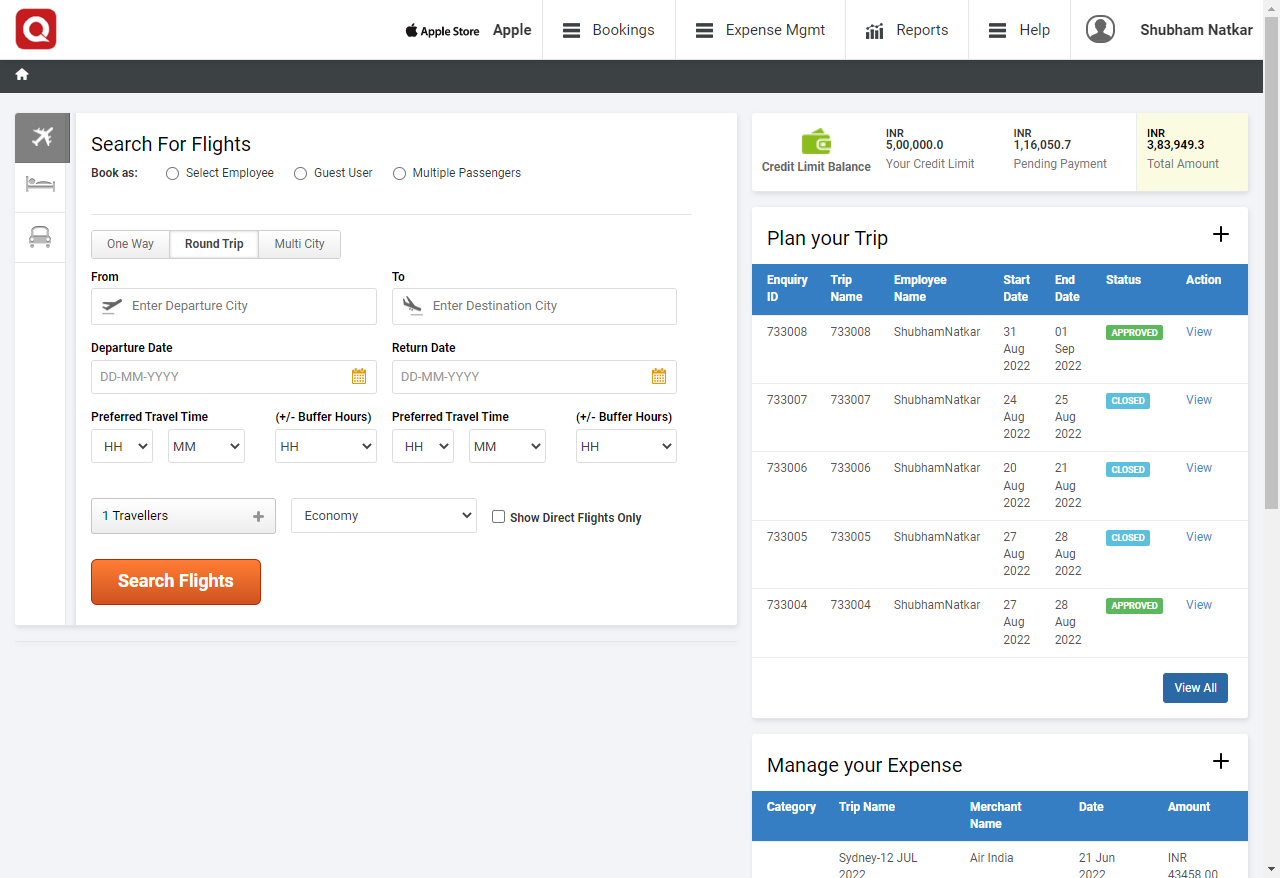 Q
Apple Store Apple Bookings Expense Mgmt Reports Help Shubham Natkar
Search For Flights
Book as: Select Employee Guest User Multiple Passengers
One Way Round Trip Multi City
From To
Enter Departure City Enter Destination City
Departure Date Return Date
DD-MM-YYYY DD-MM-YYYY
Preferred Travel Time (+/- Buffer Hours) Preferred Travel Time (+/- Buffer Hours)
HH MM HH HH MM HH
1 Travellers Economy Show Direct Flights Only
Search Flights
Credit Limit Balance
INR
5,00,000.0
Your Credit Limit
INR
1,16,050.7
Pending Payment
INR
3,83,949.3
Total Amount
Plan your Trip
Enquiry ID Trip Name Employee Name Start Date End Date Status Action
733008 733008 ShubhamNatkar 31 Aug 2022 01 Sep 2022 APPROVED View
733007 733007 ShubhamNatkar 24 Aug 2022 25 Aug 2022 CLOSED View
733006 733006 ShubhamNatkar 20 Aug 2022 21 Aug 2022 CLOSED View
733005 733005 ShubhamNatkar 27 Aug 2022 28 Aug 2022 CLOSED View
733004 733004 ShubhamNatkar 27 Aug 2022 28 Aug 2022 APPROVED View
View All
Manage your Expense
Category Trip Name Merchant Name Date Amount
Sydney-12 JUL 2022 Air India 21 Jun 2022 INR 43458.00